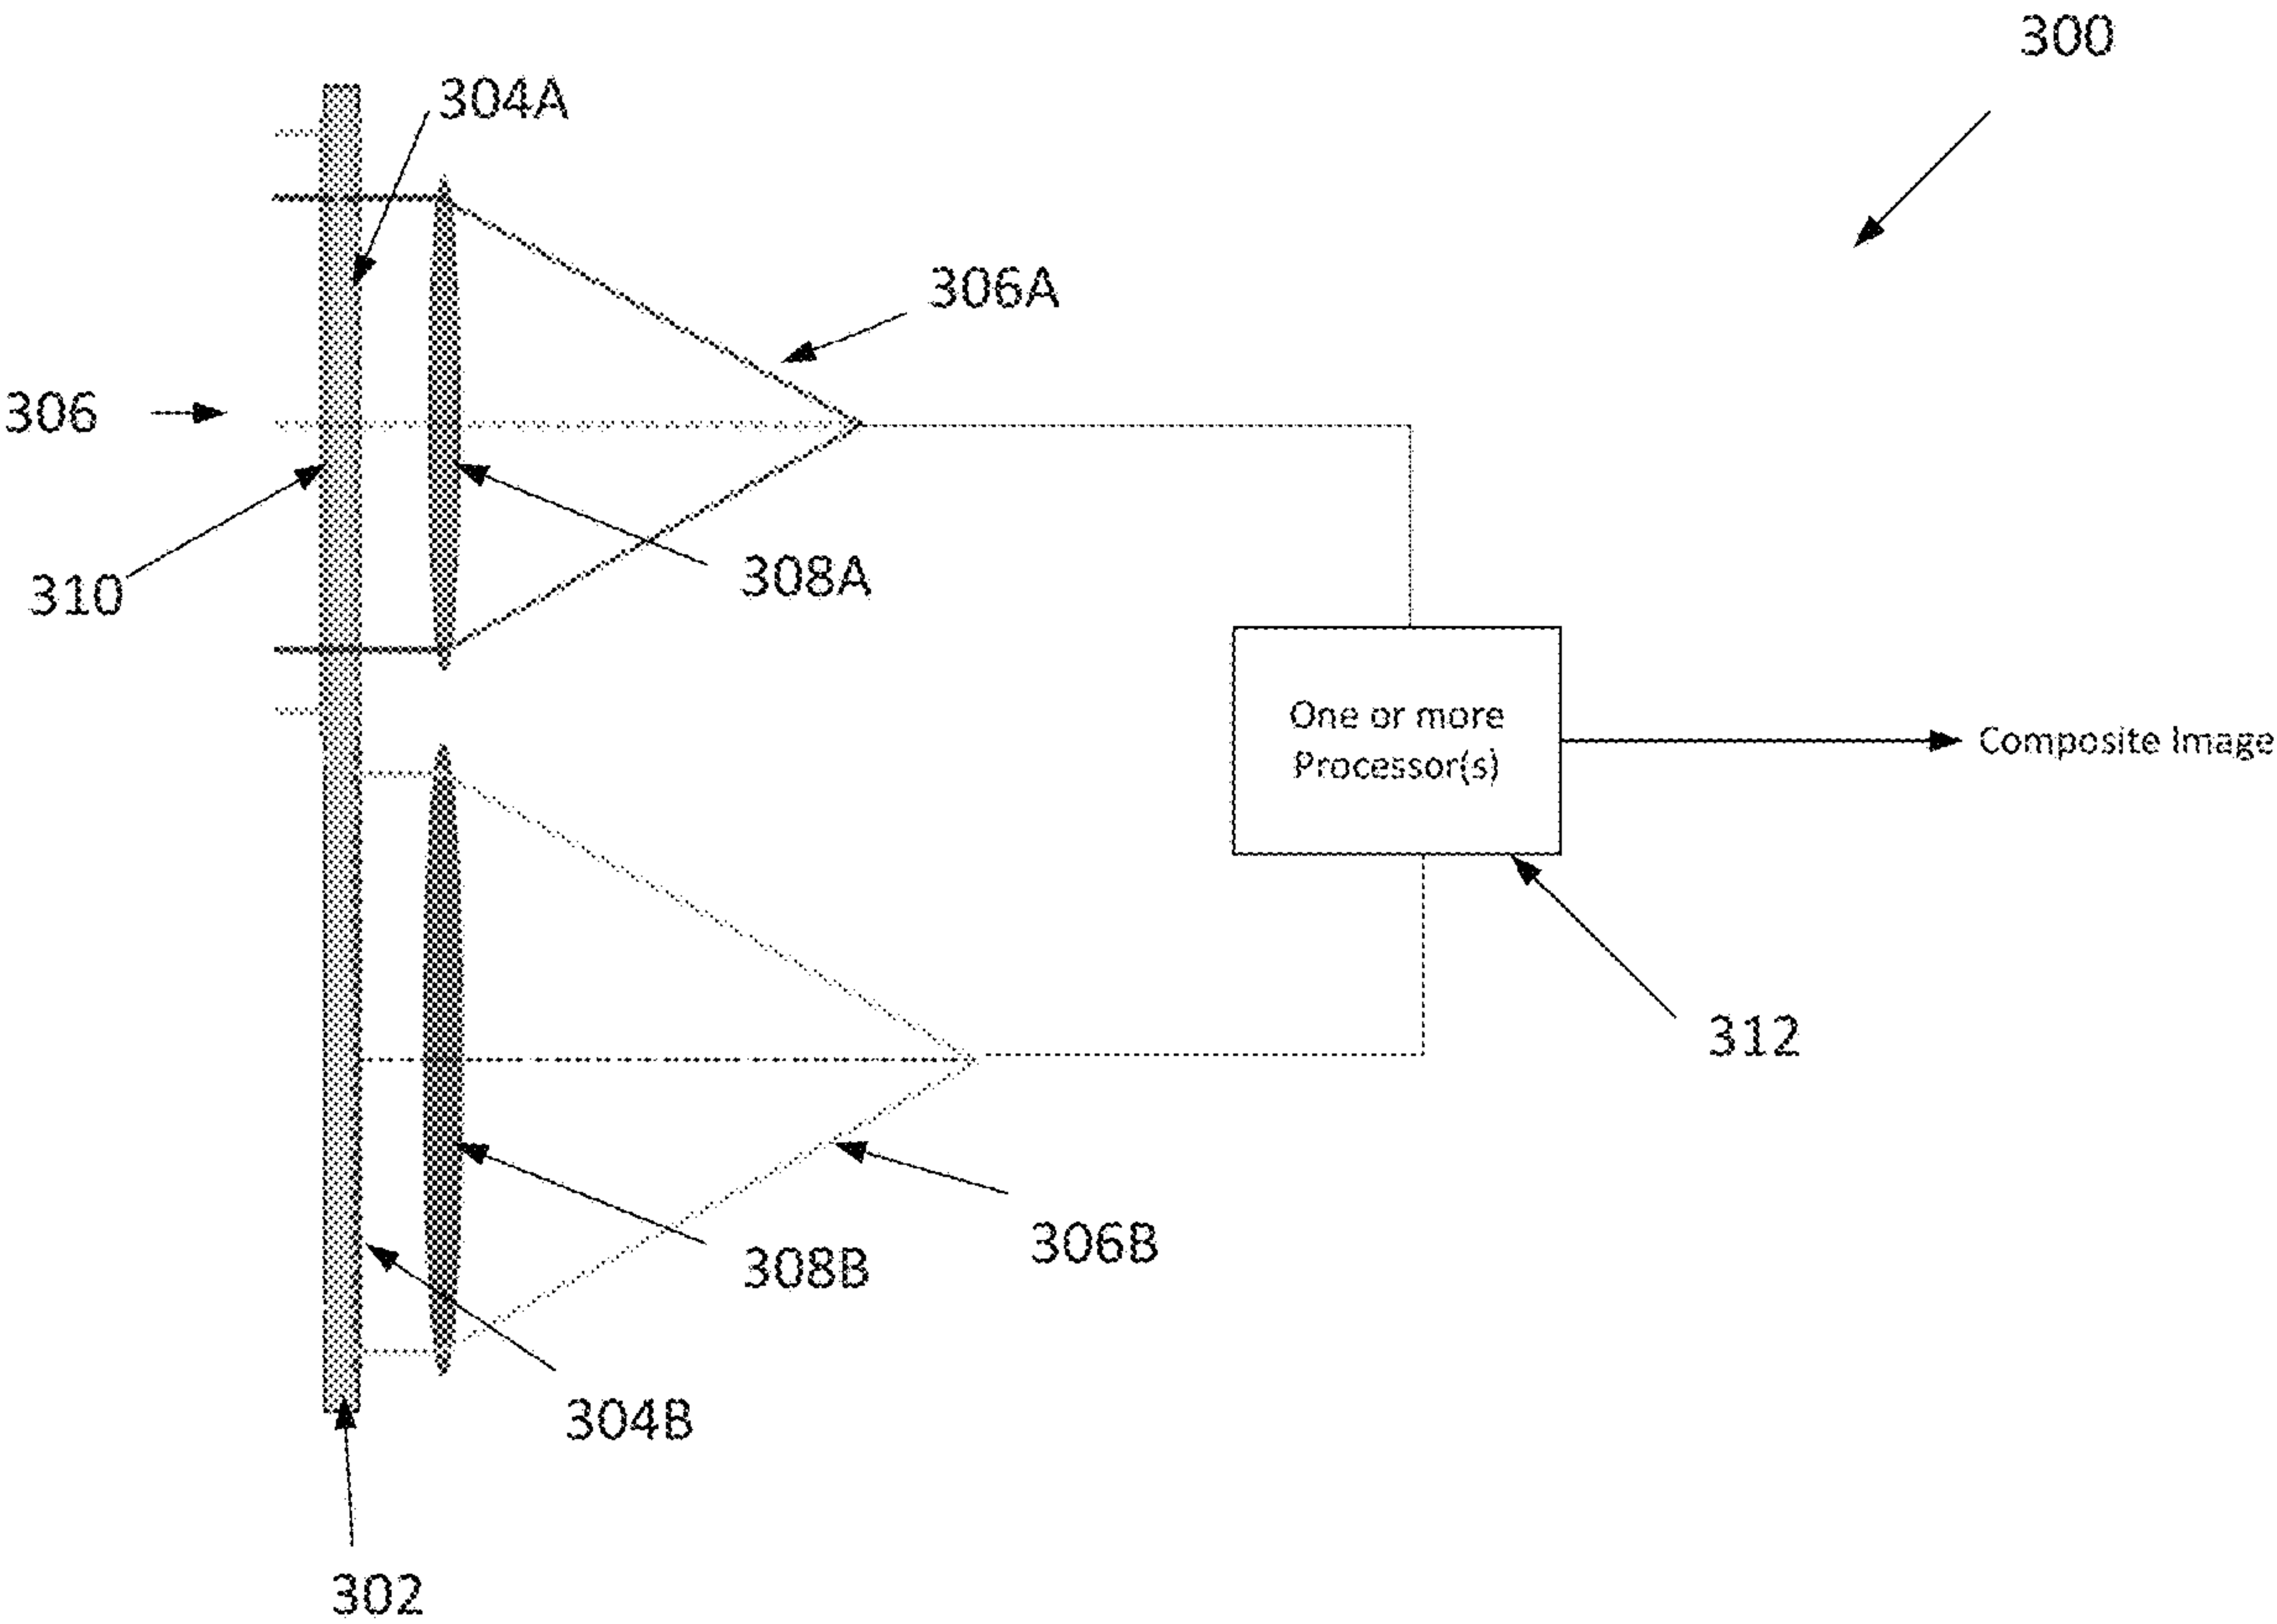 300
304A
306A
306
308A
310
One or more
Processor(s)
Composite Image
312
306B
308B
304B
302